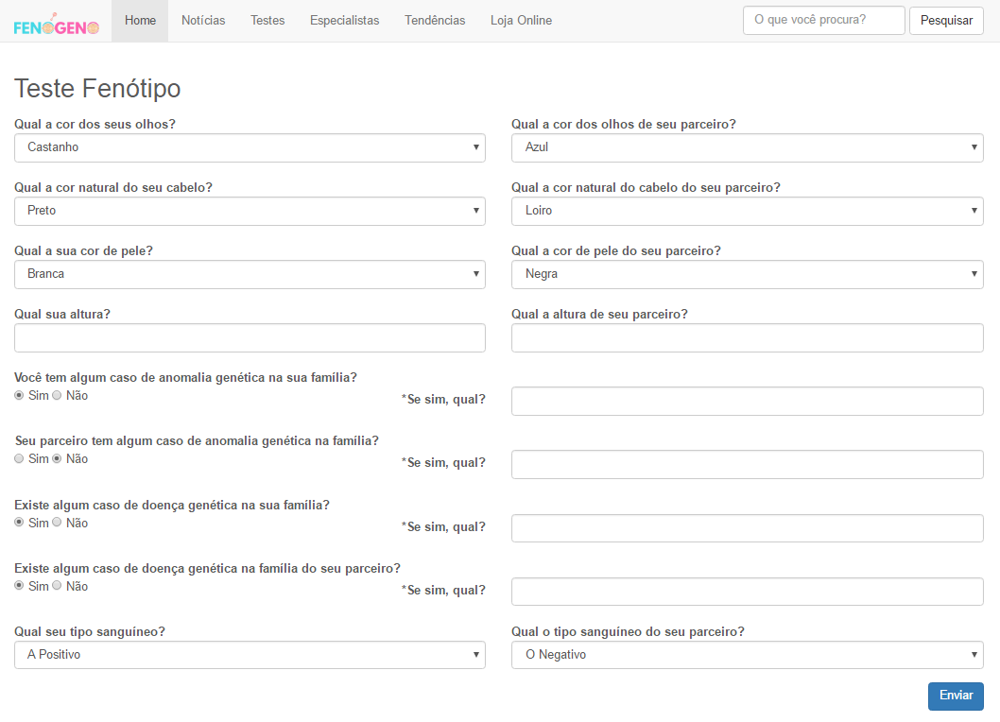 FENOGENO Home Notícias Testes Especialistas Tendências Loja Online O que você procura? Pesquisar
Teste Fenótipo
Qual a cor dos seus olhos? Qual a cor dos olhos de seu parceiro?
Castanho Azul
Qual a cor natural do seu cabelo? Qual a cor natural do cabelo do seu parceiro?
Preto Loiro
Qual a sua cor de pele? Qual a cor de pele do seu parceiro?
Branca Negra
Qual sua altura? Qual a altura de seu parceiro?
Você tem algum caso de anomalia genética na sua família?
Sim Não *Se sim, qual?
Seu parceiro tem algum caso de anomalia genética na família?
Sim Não *Se sim, qual?
Existe algum caso de doença genética na sua família?
Sim Não *Se sim, qual?
Existe algum caso de doença genética na família do seu parceiro?
Sim Não *Se sim, qual?
Qual seu tipo sanguíneo? Qual o tipo sanguíneo do seu parceiro?
A Positivo O Negativo
Enviar